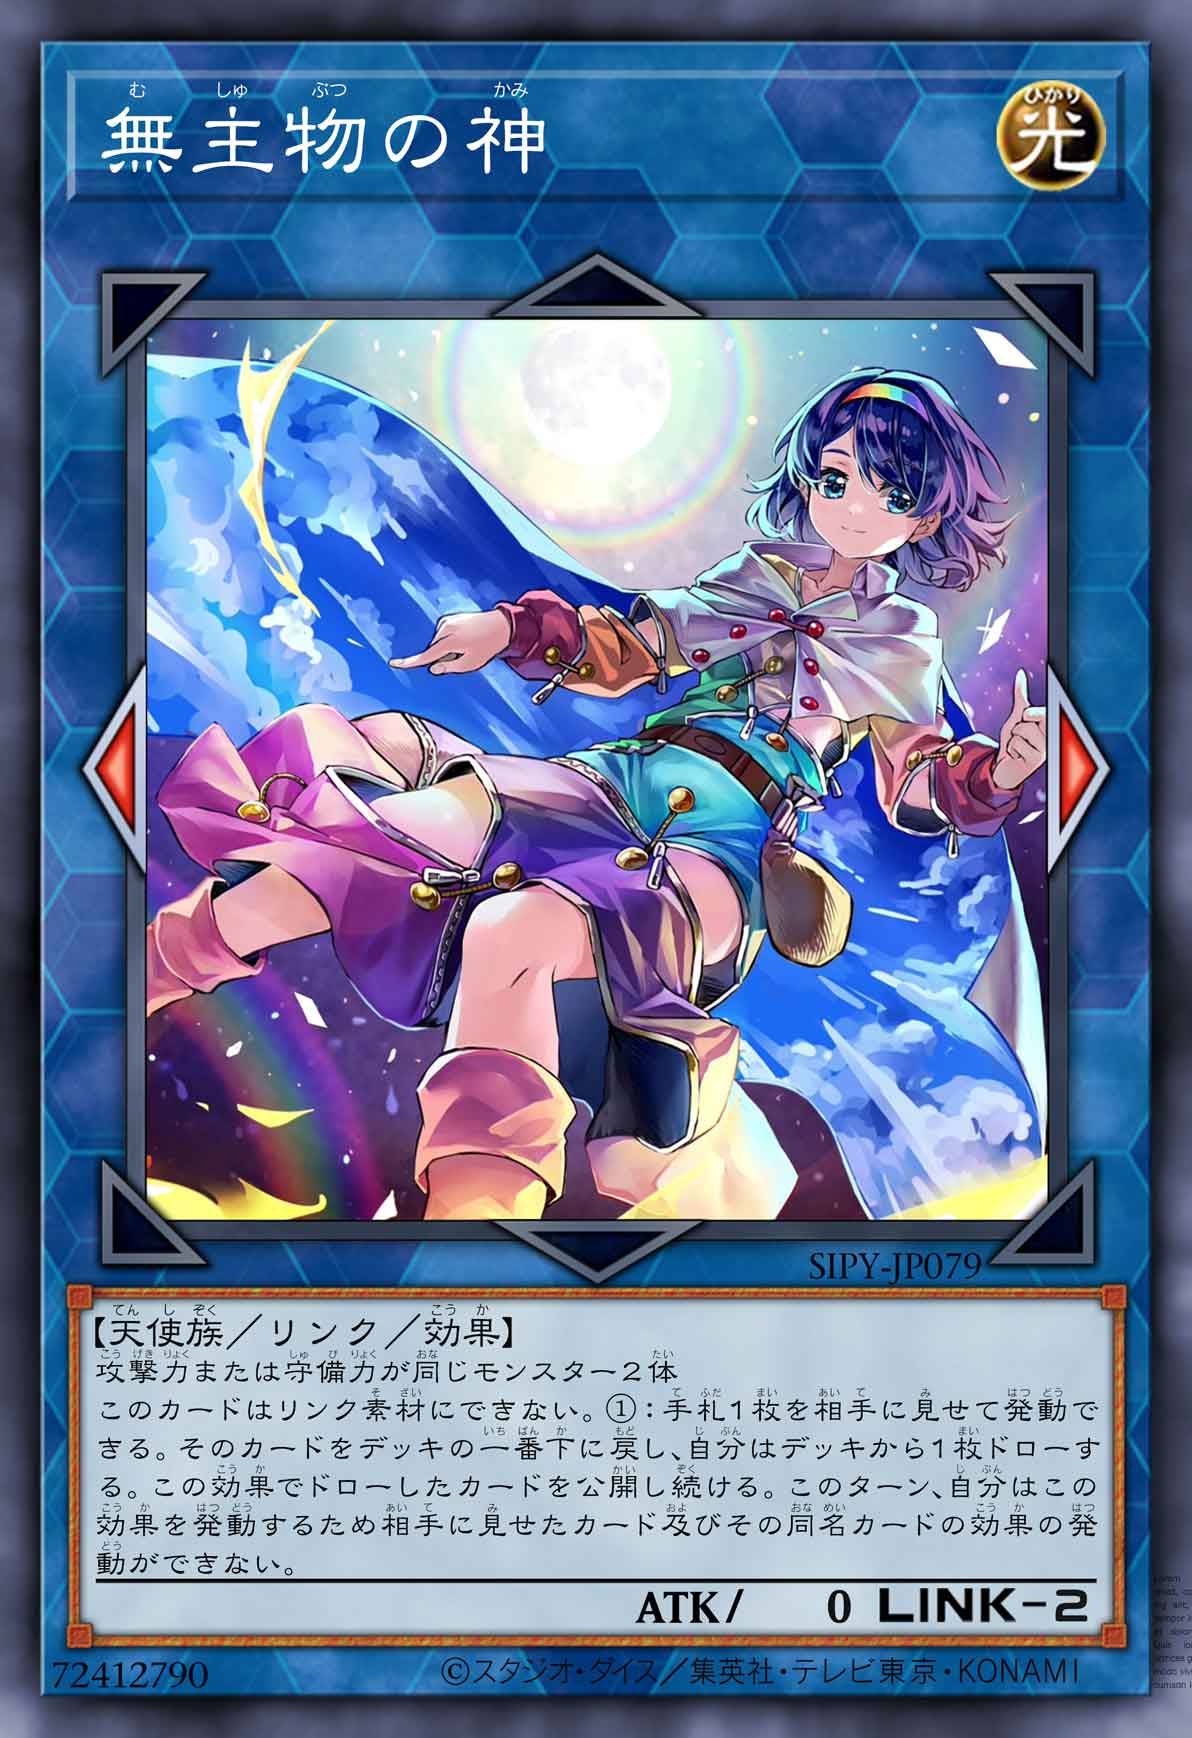 無主物の神
光
SIPY-JP079
【天使族／リンク／効果】
攻撃力または守備力が同じモンスター2体
このカードはリンク素材にできない。①：手札1枚を相手に見せて発動で
きる。そのカードをデッキの一番下に戻し、自分はデッキから1枚ドローす
る。この効果でドローしたカードを公開し続ける。このターン、自分はこの
効果を発動するため相手に見せたカード及びその同名カードの効果の発
動ができない。
ATK/ 0 LINK-2
72412790 ©スタジオ・ダイス／集英社・テレビ東京・KONAMI